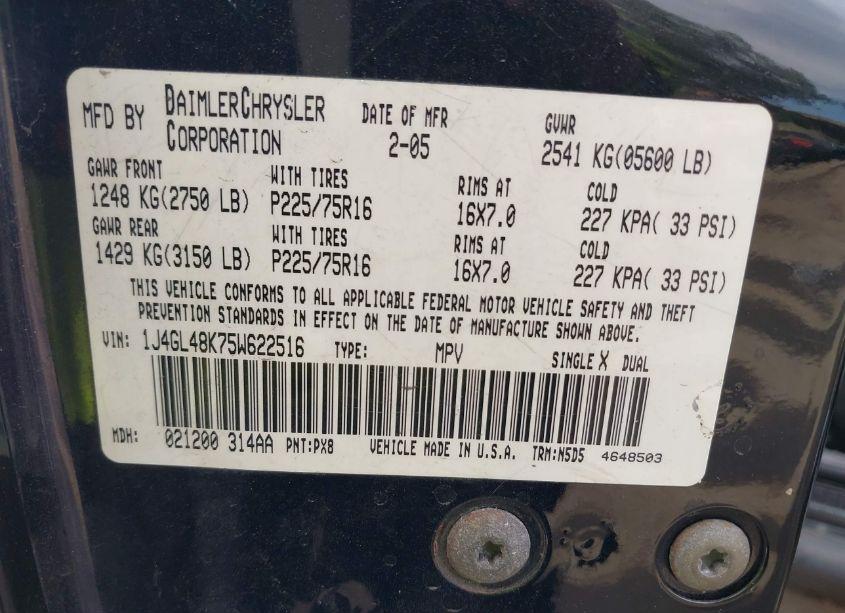 MFD BY DAIMLERCHRYSLER CORPORATION DATE OF MFR 2-05 GVWR 2541 KG(05600 LB)
GAWR FRONT WITH TIRES RIMS AT COLD
1248 KG(2750 LB) P225/75R16 16X7.0 227 KPA( 33 PSI)
GAWR REAR WITH TIRES RIMS AT COLD
1429 KG(3150 LB) P225/75R16 16X7.0 227 KPA( 33 PSI)
THIS VEHICLE CONFORMS TO ALL APPLICABLE FEDERAL MOTOR VEHICLE SAFETY AND THEFT
PREVENTION STANDARDS IN EFFECT ON THE DATE OF MANUFACTURE SHOWN ABOVE.
VIN: 1J4GL48K75W622516 TYPE: MPV SINGLE X DUAL
MDH: 021200 314AA PNT:PX8 VEHICLE MADE IN U.S.A. TRM:N5D5 4648503